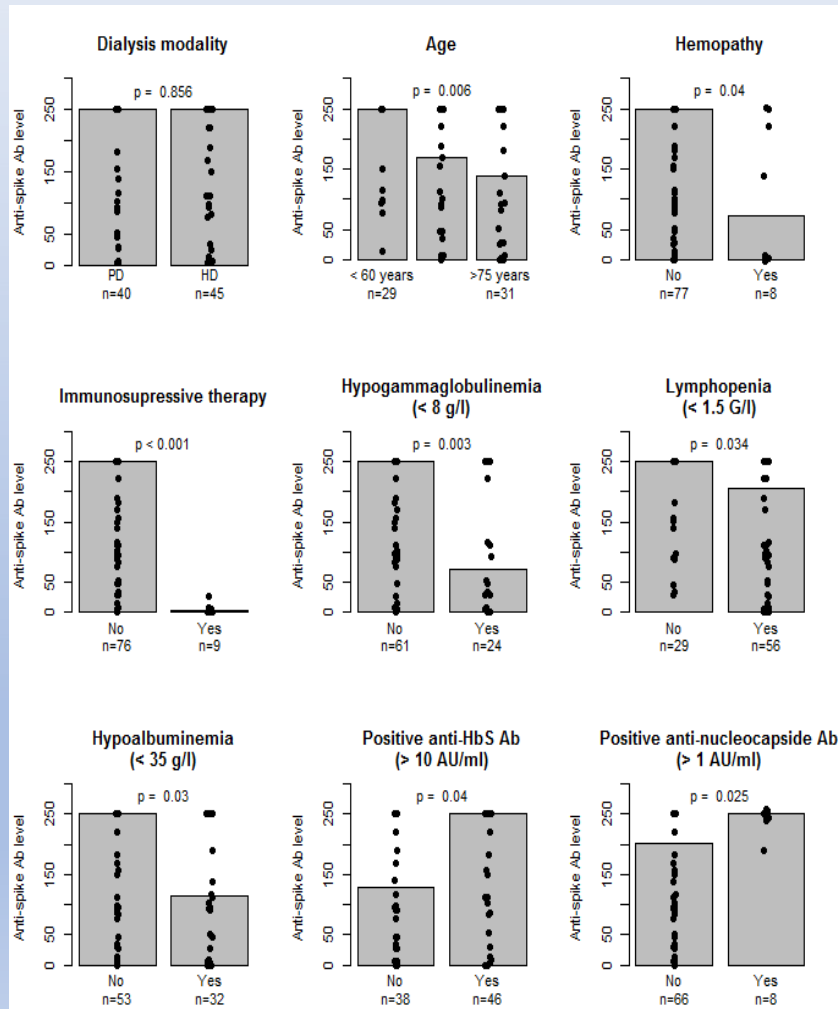 Dialysis modality
p = 0.856
Anti-spike Ab level
0 50 150 250
PD HD
n=40 n=45
Age
p = 0.006
Anti-spike Ab level
0 50 150 250
< 60 years >75 years
n=29 n=31
Hemopathy
p = 0.04
Anti-spike Ab level
0 50 150 250
No Yes
n=77 n=8
Immunosupressive therapy
p < 0.001
Anti-spike Ab level
0 50 150 250
No Yes
n=76 n=9
Hypogammaglobulinemia
(< 8 g/l)
p = 0.003
Anti-spike Ab level
0 50 150 250
No Yes
n=61 n=24
Lymphopenia
(< 1.5 G/l)
p = 0.034
Anti-spike Ab level
0 50 150 250
No Yes
n=29 n=56
Hypoalbuminemia
(< 35 g/l)
p = 0.03
Anti-spike Ab level
0 50 150 250
No Yes
n=53 n=32
Positive anti-HbS Ab
(> 10 AU/ml)
p = 0.04
Anti-spike Ab level
0 50 150 250
No Yes
n=38 n=46
Positive anti-nucleocapside Ab
(> 1 AU/ml)
p = 0.025
Anti-spike Ab level
0 50 150 250
No Yes
n=66 n=8